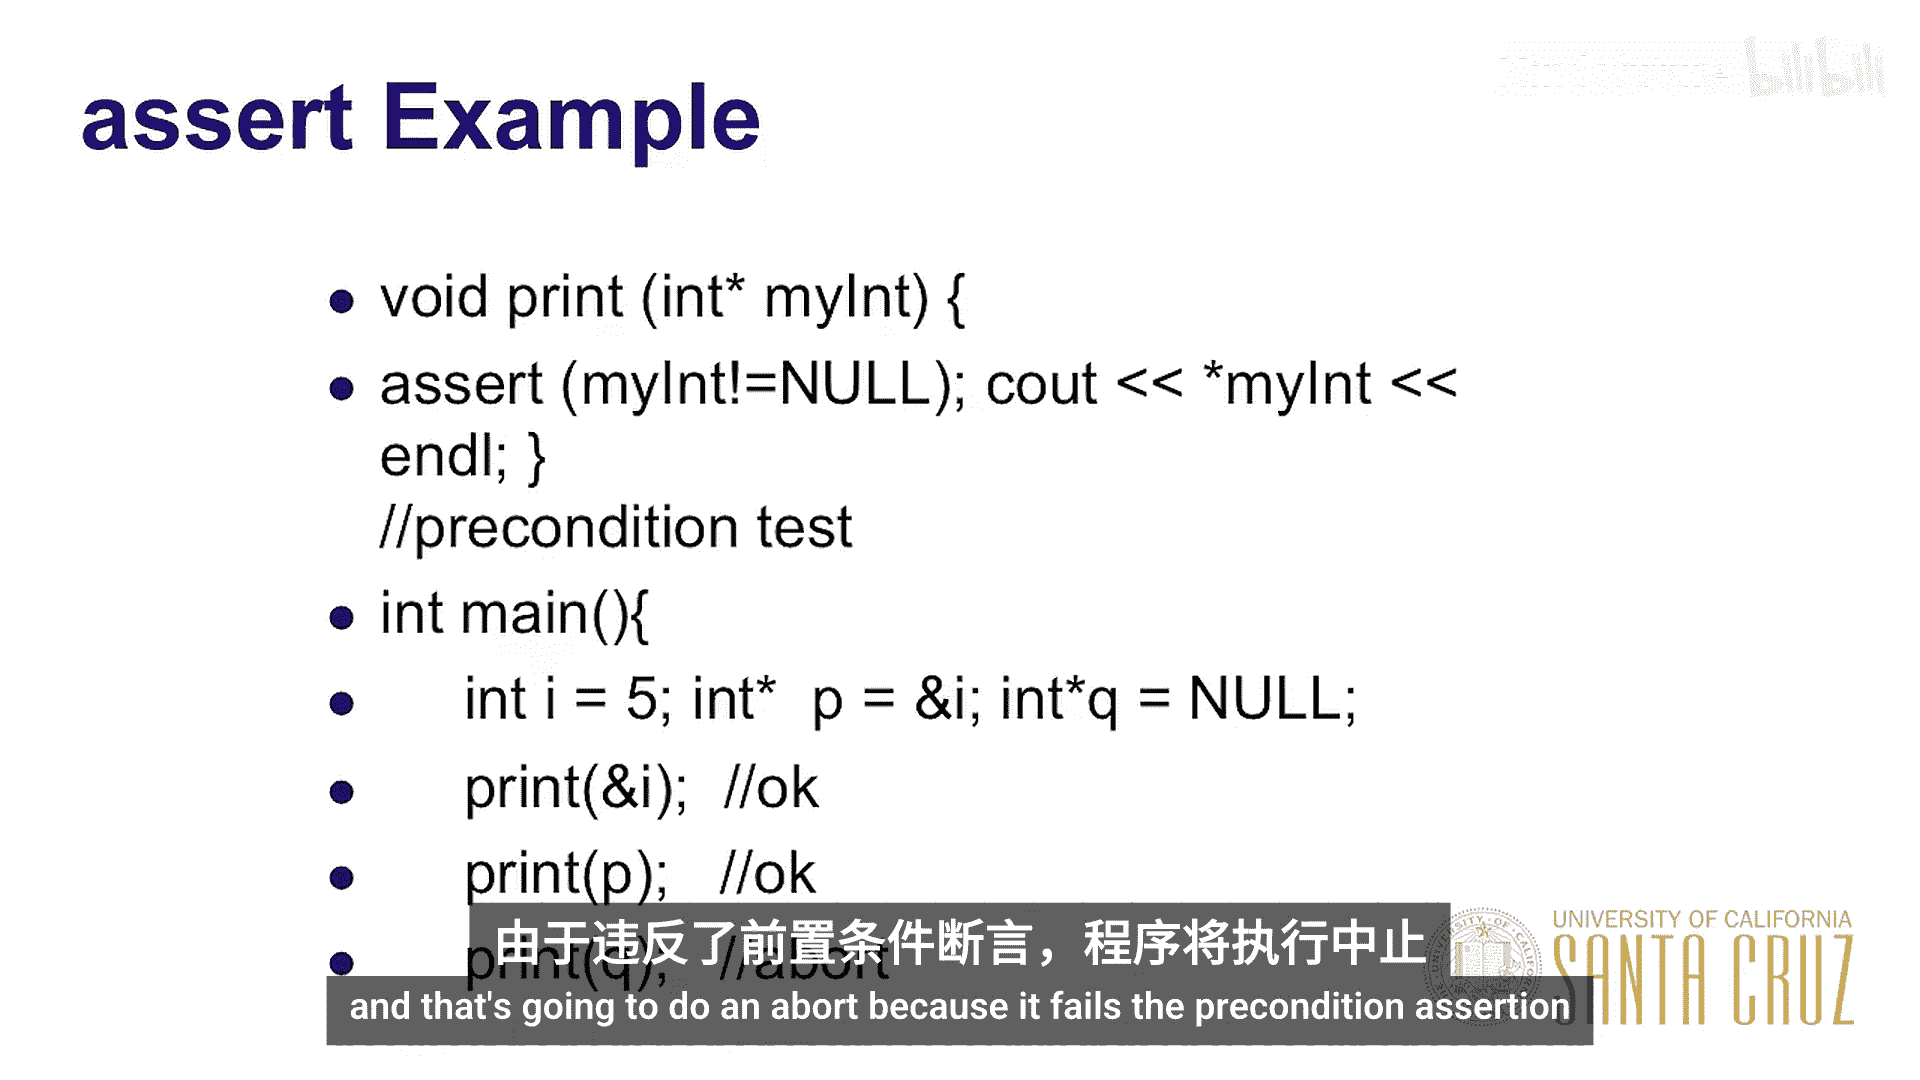 bilibili
assert Example
void print (int* myInt) {
assert (myInt!=NULL); cout << *myInt <<
endl; }
//precondition test
int main(){
int i = 5; int* p = &i; int*q = NULL;
print(&i); //ok
print(p); //ok
print(q); //abort
由于违反了前置条件断言，程序将执行中止
and that's going to do an abort because it fails the precondition assertion
UNIVERSITY OF CALIFORNIA
SANTA CRUZ